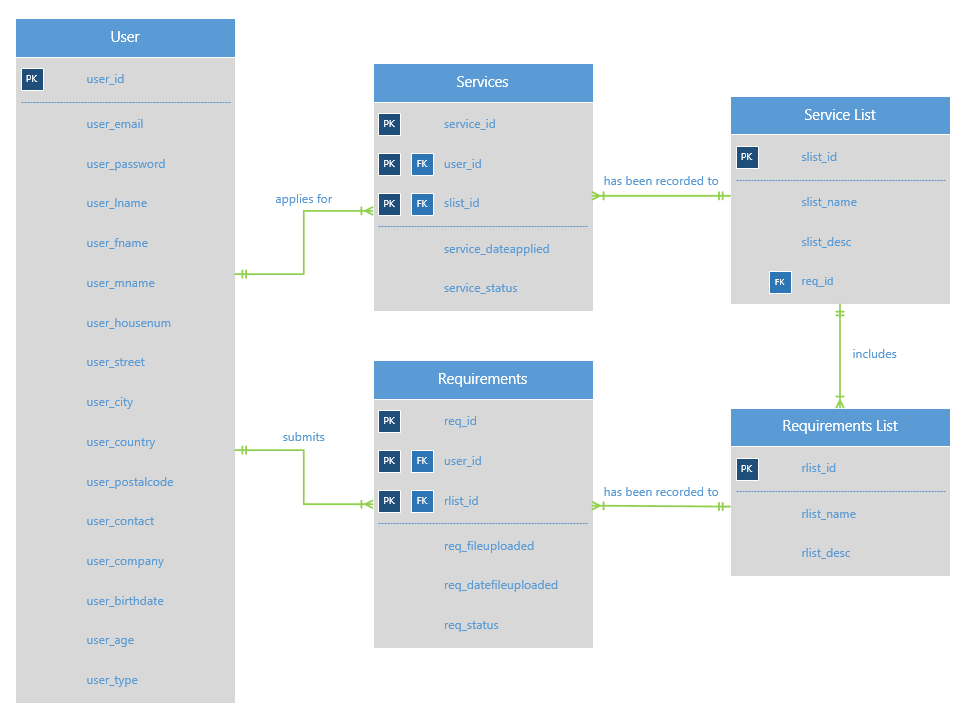 User
PK user_id
user_email
user_password
user_lname
user_fname
user_mname
user_housenum
user_street
user_city
user_country
user_postalcode
user_contact
user_company
user_birthdate
user_age
user_type
applies for
submits
Services
PK service_id
PK FK user_id
PK FK slist_id
service_dateapplied
service_status
Requirements
PK req_id
PK FK user_id
PK FK rlist_id
req_fileuploaded
req_datefileuploaded
req_status
has been recorded to
has been recorded to
Service List
PK slist_id
slist_name
slist_desc
FK req_id
includes
Requirements List
PK rlist_id
rlist_name
rlist_desc